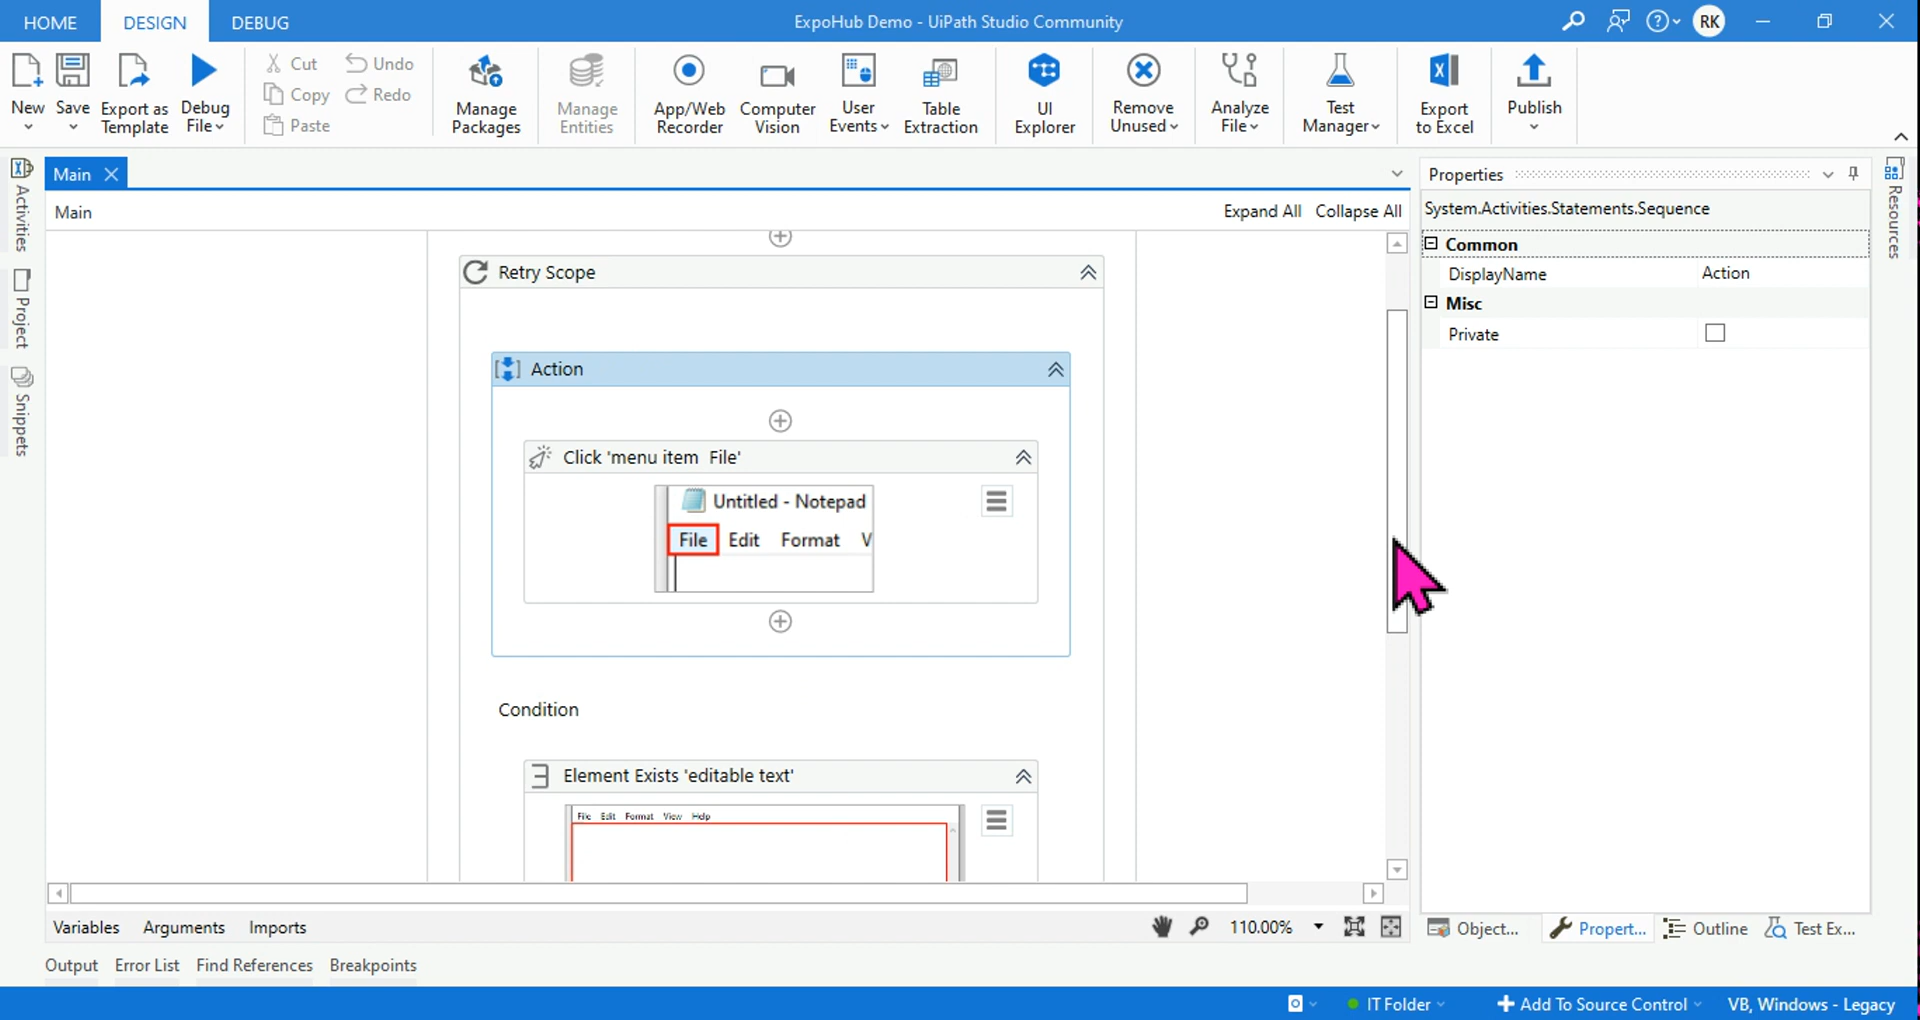 HOME DESIGN DEBUG ExpoHub Demo - UiPath Studio Community RK
New Save Export as Template Debug File
Cut Undo
Copy Redo
Paste
Manage Packages Manage Entities App/Web Recorder Computer Vision User Events Table Extraction UI Explorer Remove Unused Analyze File Test Manager Export to Excel Publish
Activities
Project
Snippets
Main
Main Expand All Collapse All
Retry Scope
Action
Click 'menu item File'
Untitled - Notepad
File Edit Format V
Condition
Element Exists 'editable text'
File Edit Format View Help
Properties
System.Activities.Statements.Sequence
Common
DisplayName Action
Misc
Private
Resources
Variables Arguments Imports 110.00%
Object... Propert... Outline Test Ex...
Output Error List Find References Breakpoints
IT Folder Add To Source Control VB, Windows - Legacy